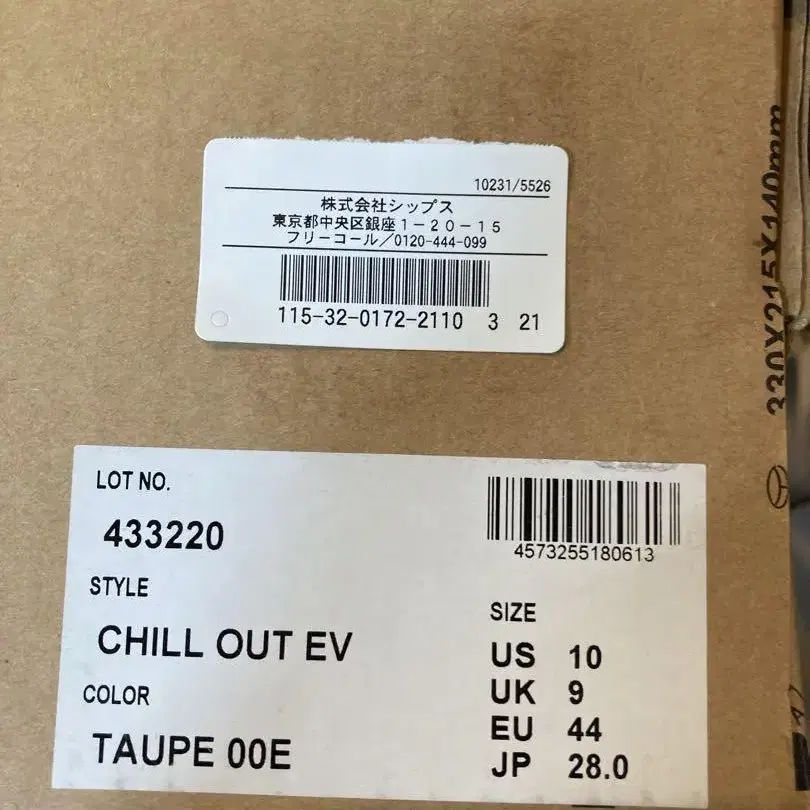 10231/5526
株式会社シップス
東京都中央区銀座1-20-15
フリーコール/0120-444-099
115-32-0172-2110 3 21
330X215X140mm
LOT NO.
433220
4573255180613
STYLE
CHILL OUT EV
COLOR
TAUPE 00E
SIZE
US 10
UK 9
EU 44
JP 28.0